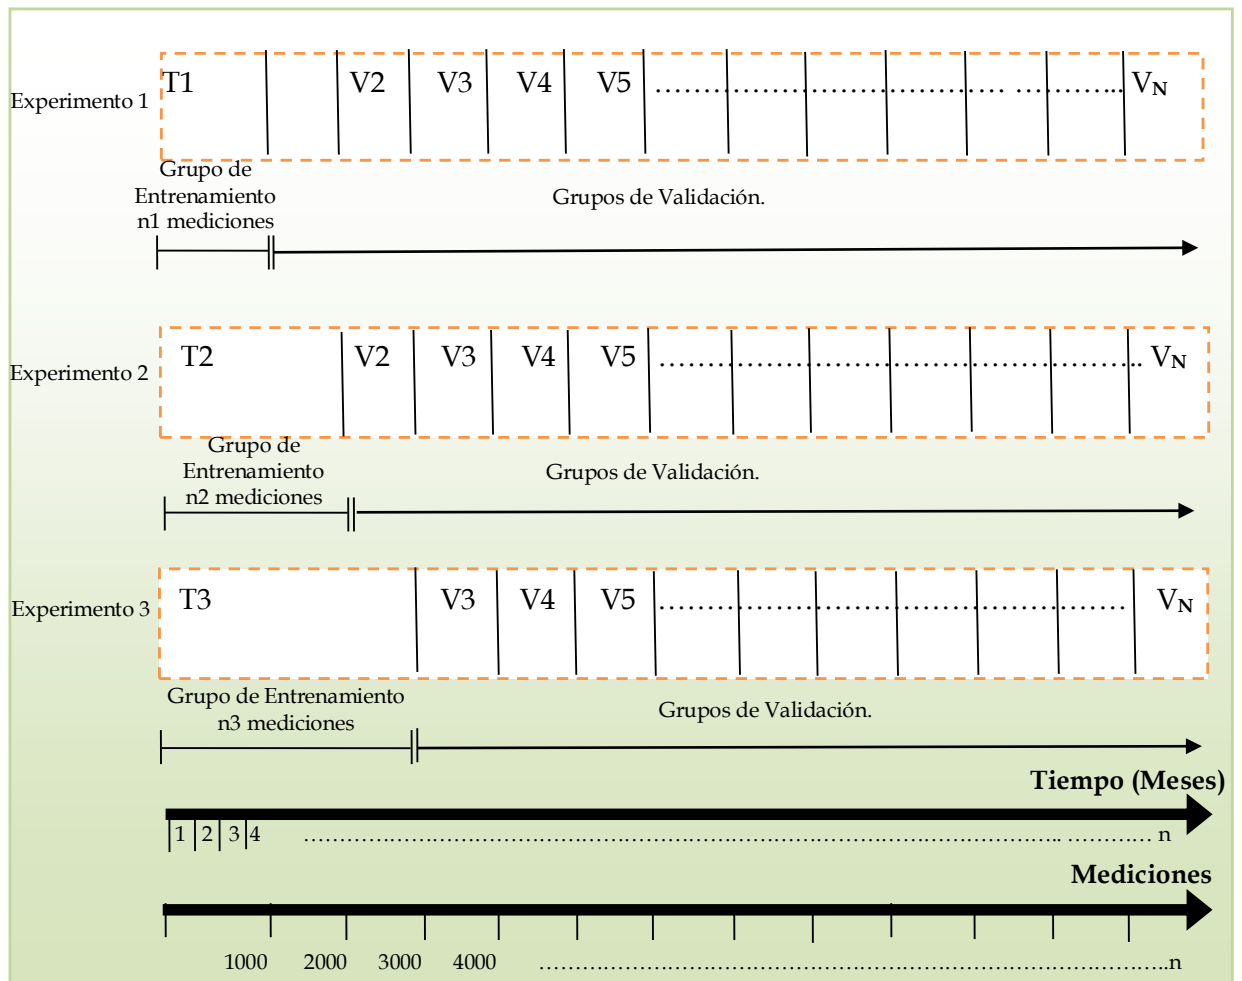 Experimento 1
T1
V2
V3
V4
V5
................................................ ..............
VN
Grupo de
Entrenamiento
n1 mediciones
Grupos de Validación.
Experimento 2
T2
V2
V3
V4
V5
..............................................................
VN
Grupo de
Entrenamiento
n2 mediciones
Grupos de Validación.
Experimento 3
T3
V3
V4
V5
..............................................................
VN
Grupo de Entrenamiento
n3 mediciones
Grupos de Validación.
Tiempo (Meses)
1 2 3 4 .............................................................. .............. n
Mediciones
1000 2000 3000 4000 ..............................................................n